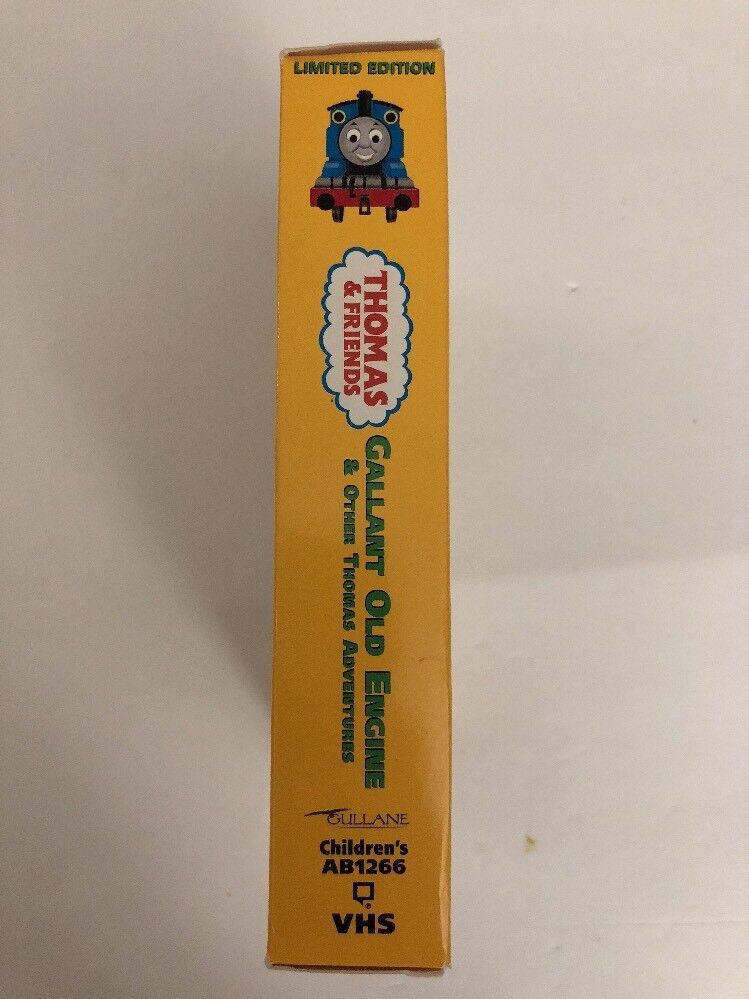 LIMITED EDITION
THOMAS
& FRIENDS
GALLANT OLD ENGINE
& OTHER THOMAS ADVENTURES
GULLANE
Children's
AB1266
®
VHS